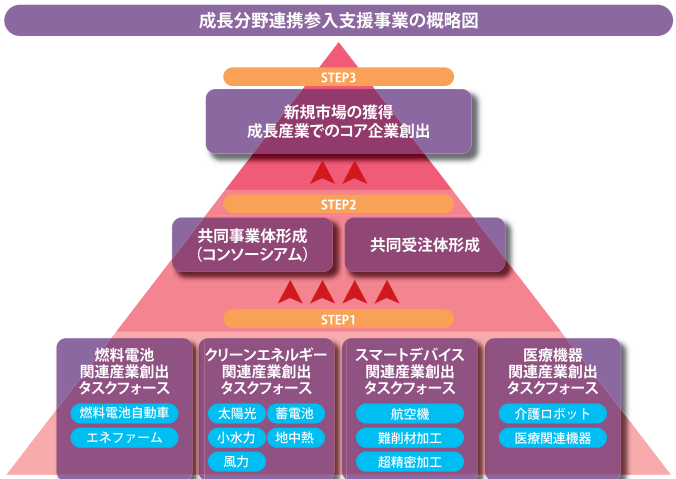 成長分野連携参入支援事業の概略図
STEP3
新規市場の獲得
成長産業でのコア企業創出
STEP2
共同事業体形成
（コンソーシアム）
共同受注体形成
STEP1
燃料電池
関連産業創出
タスクフォース
燃料電池自動車
エネファーム
クリーンエネルギー
関連産業創出
タスクフォース
太陽光
蓄電池
小水力
地中熱
風力
スマートデバイス
関連産業創出
タスクフォース
航空機
難削材加工
超精密加工
医療機器
関連産業創出
タスクフォース
介護ロボット
医療関連機器